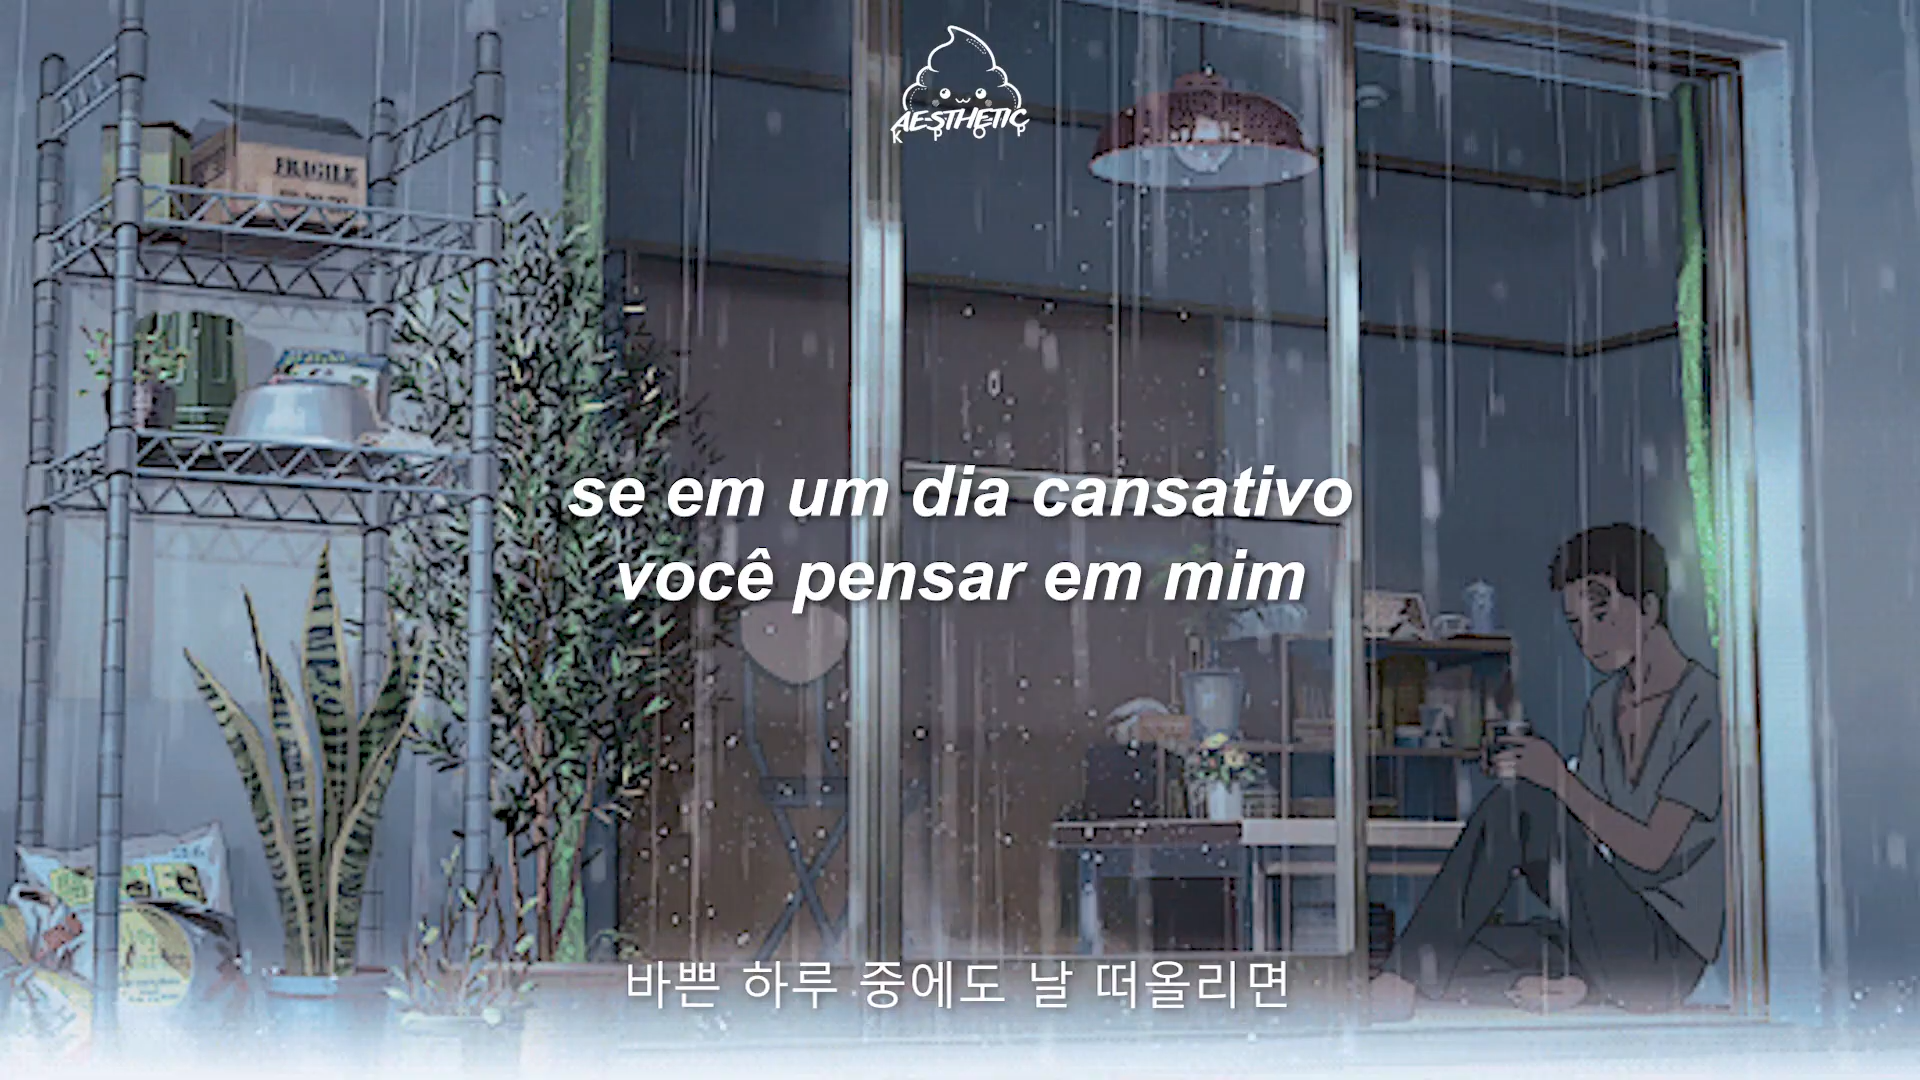 AESTHETIC
K P O P
FRAGILE
se em um dia cansativo
você pensar em mim
바쁜 하루 중에도 날 떠올리면